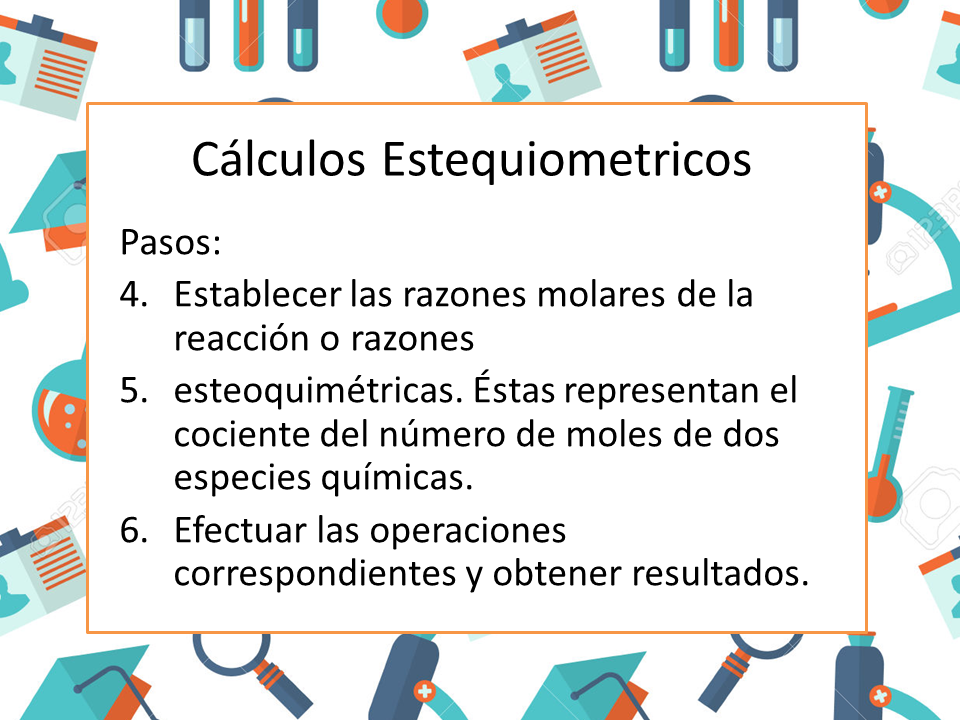 Cálculos Estequiometricos
Pasos:
4. Establecer las razones molares de la
reacción o razones
5. esteoquimétricas. Éstas representan el
cociente del número de moles de dos
especies químicas.
6. Efectuar las operaciones
correspondientes y obtener resultados.